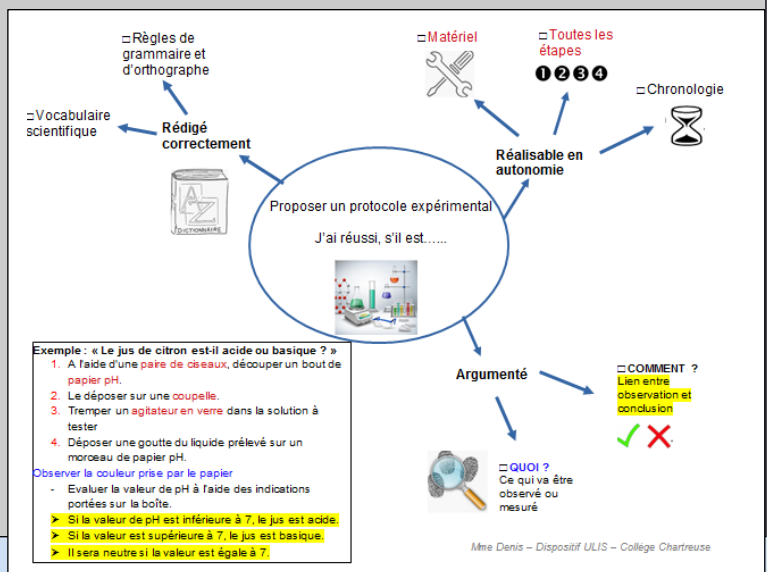 □Règles de
grammaire et
d'orthographe
□Vocabulaire
scientifique
Rédigé
correctement
DICTIONNAIRE
□Matériel
□Toutes les
étapes
❶❷❸❹
□Chronologie
Réalisable en
autonomie
Proposer un protocole expérimental
J'ai réussi, s'il est…...
Argumenté
□COMMENT ?
Lien entre
observation et
conclusion
□QUOI ?
Ce qui va être
observé ou
mesuré
Exemple : « Le jus de citron est-il acide ou basique ? »
1. A l'aide d'une paire de ciseaux, découper un bout de
papier pH.
2. Le déposer sur une coupelle.
3. Tremper un agitateur en verre dans la solution à
tester
4. Déposer une goutte du liquide prélevé sur un
morceau de papier pH.
Observer la couleur prise par le papier
- Evaluer la valeur de pH à l'aide des indications
portées sur la boîte.
➤ Si la valeur de pH est inférieure à 7, le jus est acide.
➤ Si la valeur est supérieure à 7, le jus est basique.
➤ Il sera neutre si la valeur est égale à 7.
Mme Denis – Dispositif ULIS – Collège Chartreuse